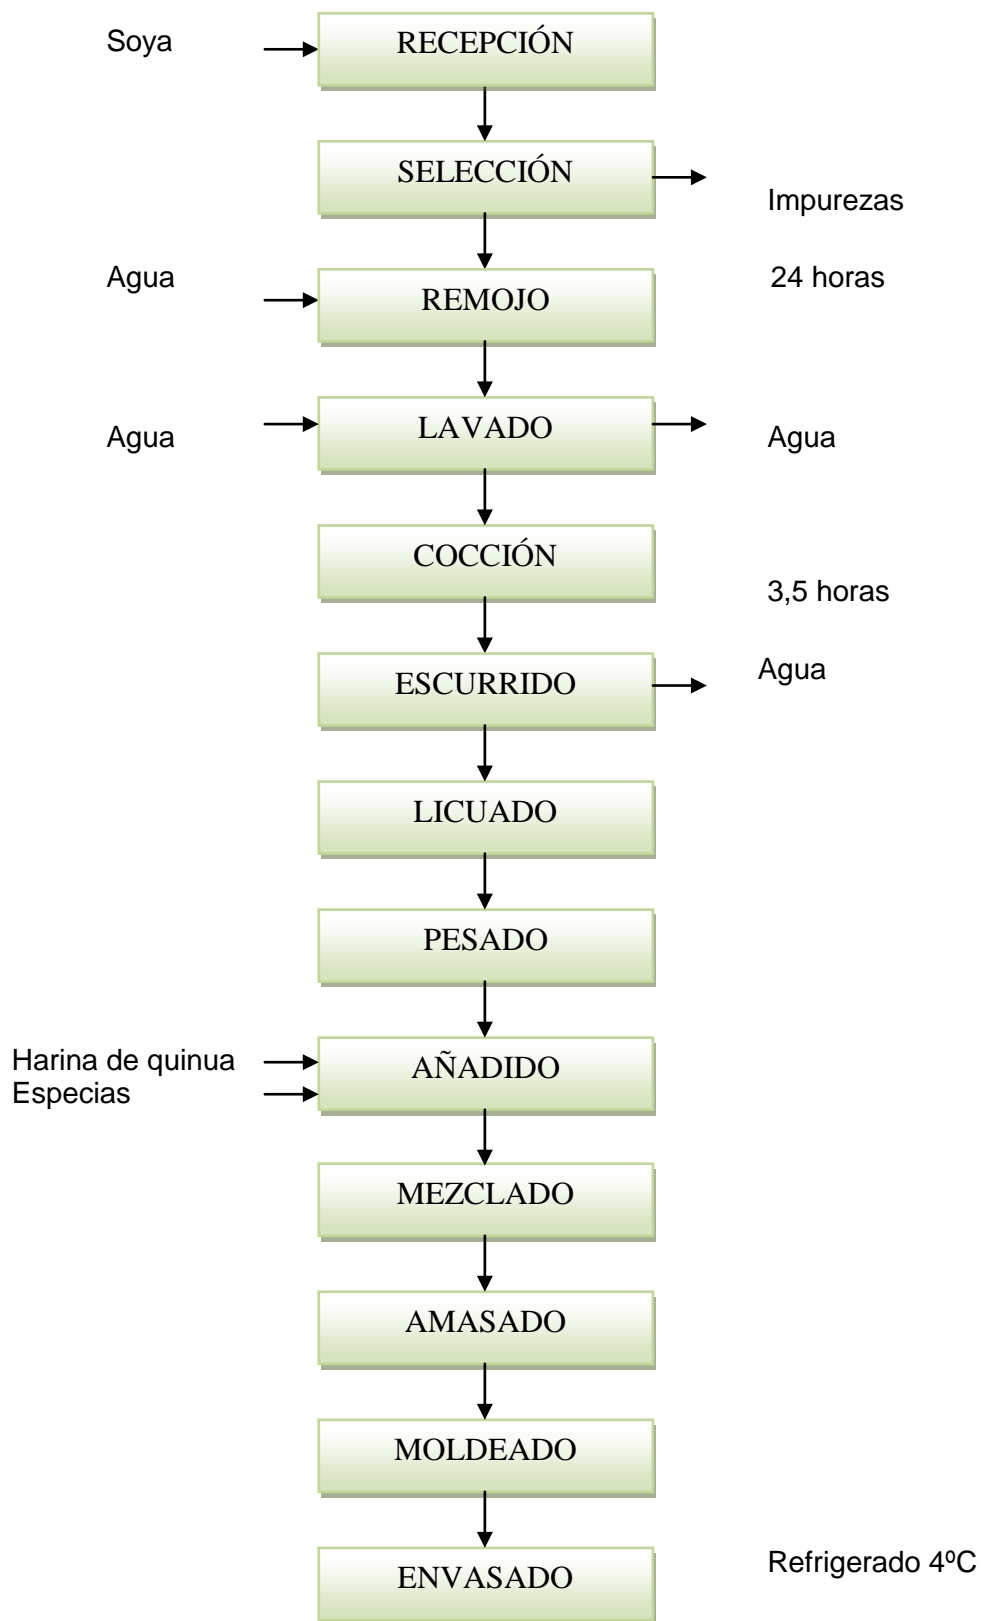 Soya
RECEPCIÓN
SELECCIÓN
Impurezas
Agua
24 horas
REMOJO
Agua
LAVADO
Agua
COCCIÓN
3,5 horas
ESCURRIDO
Agua
LICUADO
PESADO
Harina de quinua
Especias
AÑADIDO
MEZCLADO
AMASADO
MOLDEADO
ENVASADO
Refrigerado 4ºC